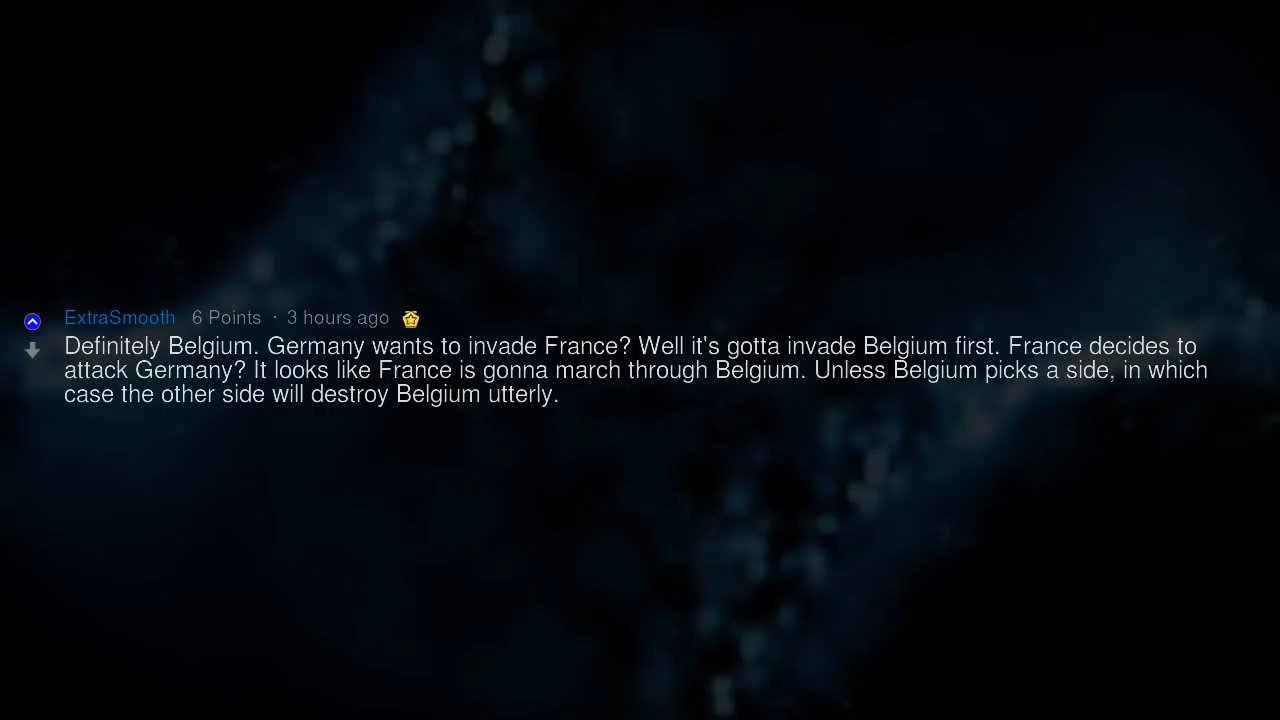 ExtraSmooth 6 Points · 3 hours ago
Definitely Belgium. Germany wants to invade France? Well it's gotta invade Belgium first. France decides to
attack Germany? It looks like France is gonna march through Belgium. Unless Belgium picks a side, in which
case the other side will destroy Belgium utterly.